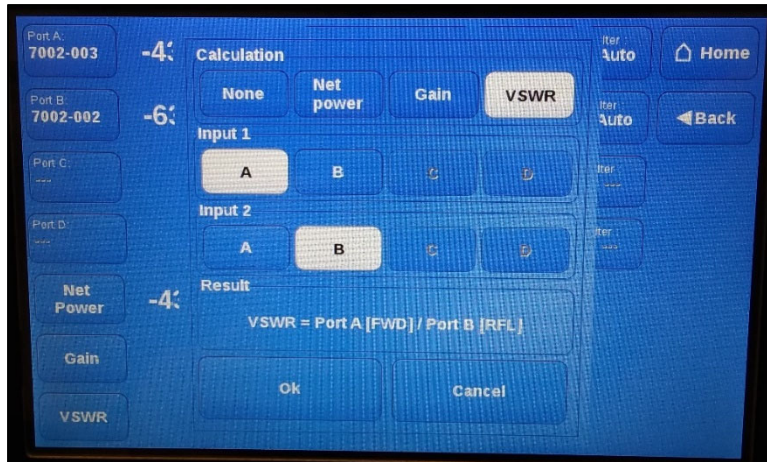 Port A:
7002-003
Port B:
7002-002
Port C:
---
Port D:
---
Net
Power
Gain
VSWR
Calculation
None
Net
power
Gain
VSWR
Input 1
A
B
C
D
Input 2
A
B
C
D
Result
VSWR = Port A [FWD] / Port B [RFL]
Ok
Cancel
lter
Auto
lter
Auto
lter
---
lter
---
Home
Back